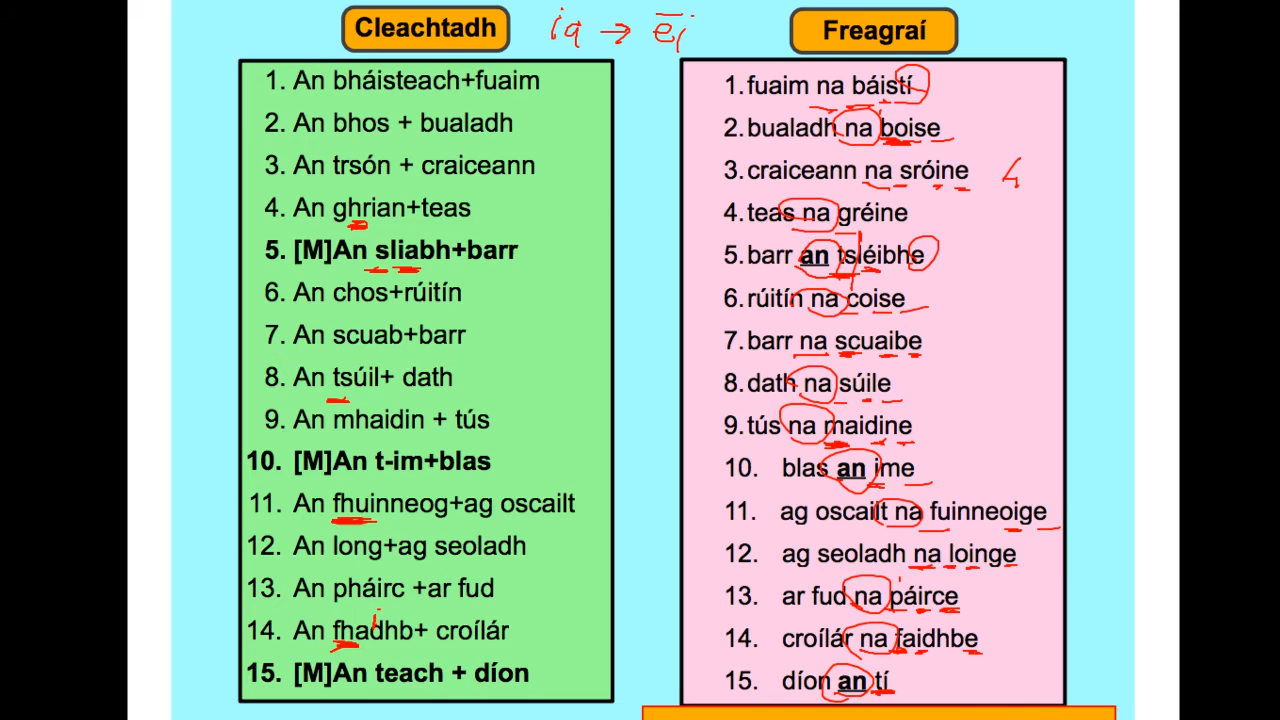 Cleachtadh
ia → éi
Freagraí
1. An bháisteach+fuaim
2. An bhos + bualadh
3. An trsón + craiceann
4. An ghrian+teas
5. [M]An sliabh+barr
6. An chos+rúitín
7. An scuab+barr
8. An tsúil+ dath
9. An mhaidin + tús
10. [M]An t-im+blas
11. An fhuinneog+ag oscailt
12. An long+ag seoladh
13. An pháirc +ar fud
14. An fhadhb+ croílár
15. [M]An teach + díon
1. fuaim na báistí
2. bualadh na boise
3. craiceann na sróine
4. teas na gréine
5. barr an tsléibhe
6. rúitín na coise
7. barr na scuaibe
8. dath na súile
9. tús na maidine
10. blas an ime
11. ag oscailt na fuinneoige
12. ag seoladh na loinge
13. ar fud na páirce
14. croílár na faidhbe
15. díon an tí